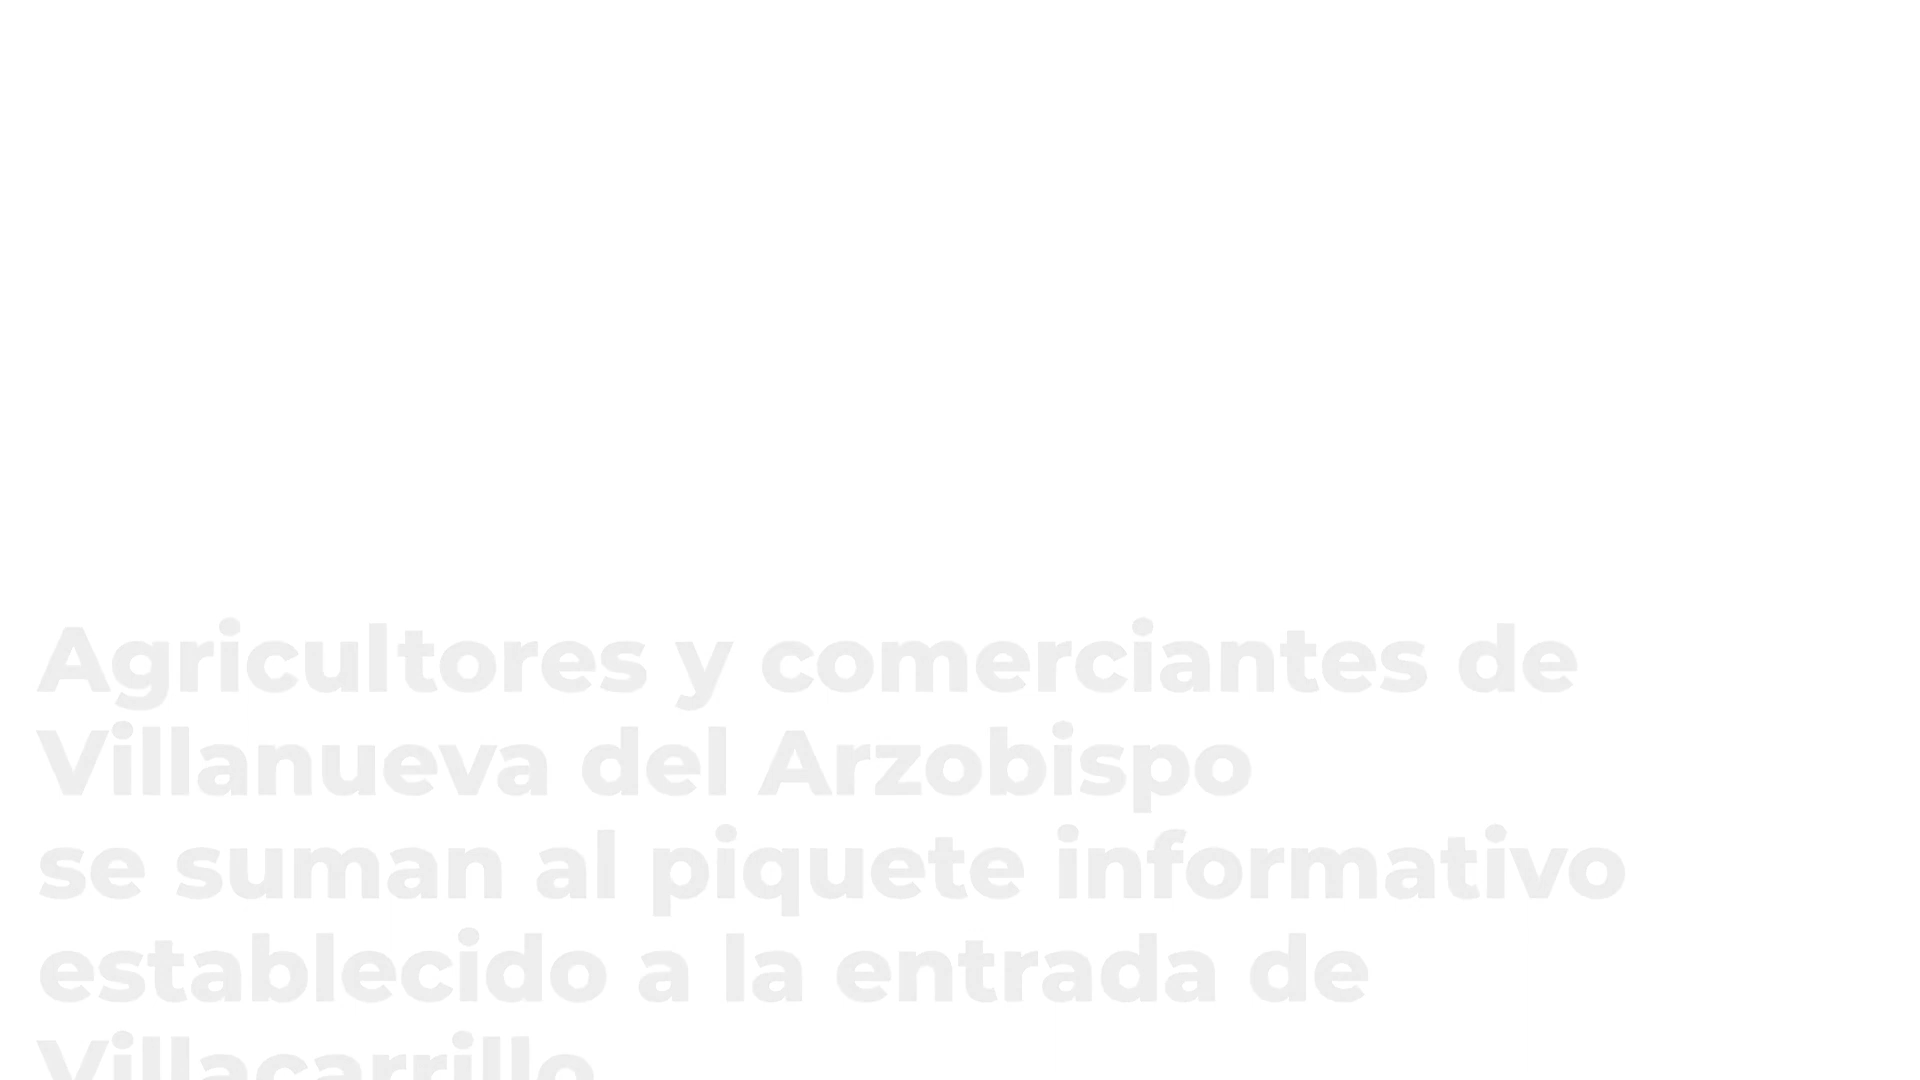 Agricultores y comerciantes de
Villanueva del Arzobispo
se suman al piquete informativo
establecido a la entrada de
Villacarrillo